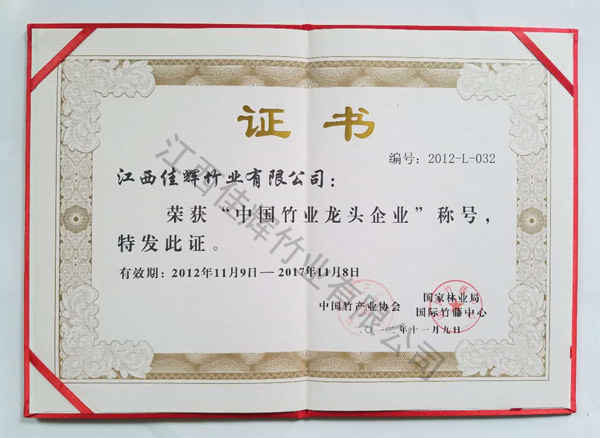 证书
编号：2012-L-032
江西佳辉竹业有限公司：
荣获“中国竹业龙头企业”称号，
特发此证。
有效期：2012年11月9日—2017年11月8日
中国竹产业协会 国家林业局
国际竹藤中心
二〇一二年十一月九日
江西佳辉竹业有限公司